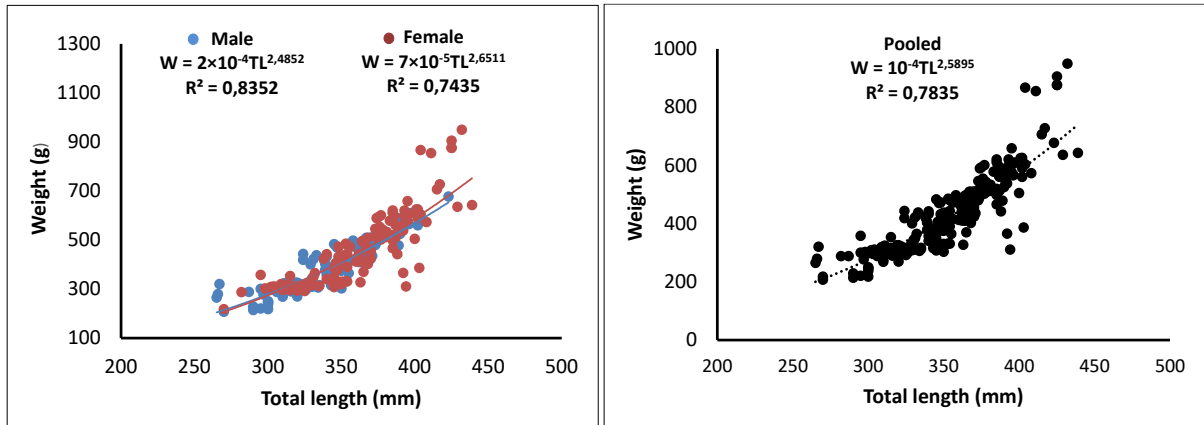 Male
W = 2×10⁻⁴TL²,⁴⁸⁵²
R² = 0,8352
Female
W = 7×10⁻⁵TL²,⁶⁵¹¹
R² = 0,7435
Weight (g)
1300
1100
900
700
500
300
100
200 250 300 350 400 450 500
Total length (mm)
Pooled
W = 10⁻⁴TL²,⁵⁸⁹⁵
R² = 0,7835
Weight (g)
1000
800
600
400
200
0
200 250 300 350 400 450 500
Total length (mm)